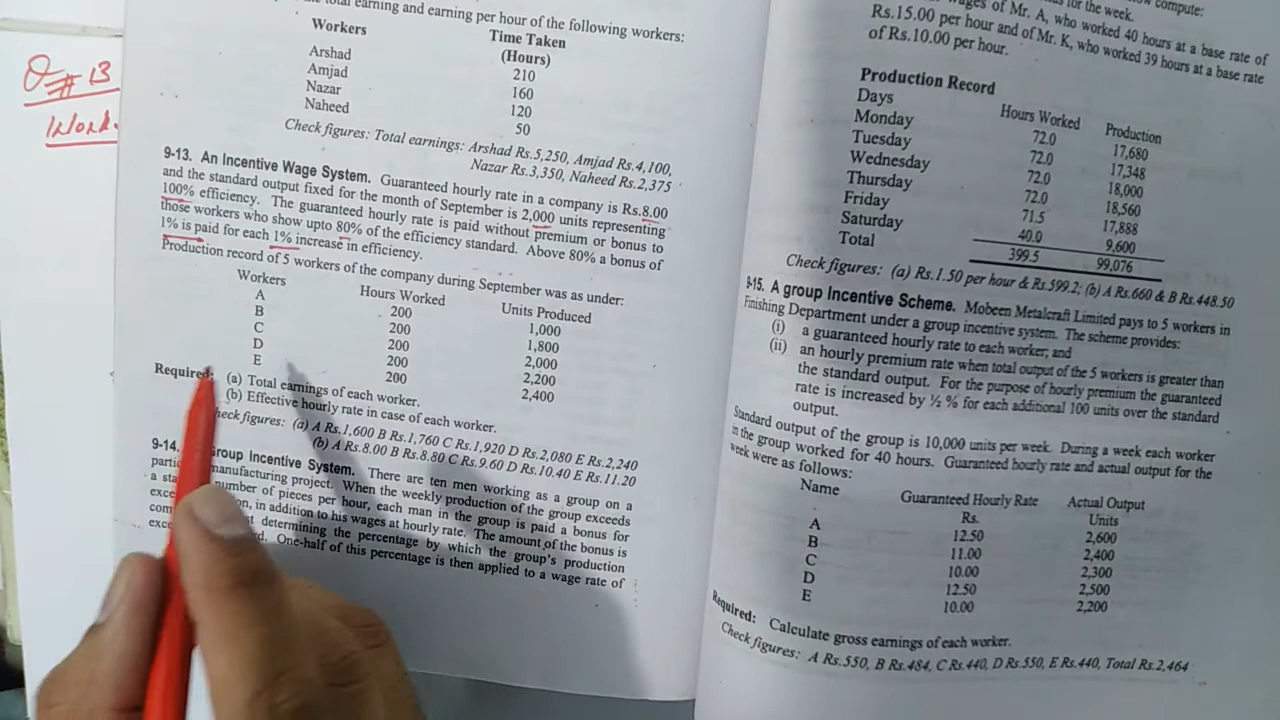 Q # 13
Work.
total earning and earning per hour of the following workers:
Workers Time Taken
(Hours)
Arshad 210
Amjad 160
Nazar 120
Naheed 50
Check figures: Total earnings: Arshad Rs.5,250, Amjad Rs.4,100,
Nazar Rs.3,350, Naheed Rs.2,375
9-13. An Incentive Wage System. Guaranteed hourly rate in a company is Rs.8.00
and the standard output fixed for the month of September is 2,000 units representing
100% efficiency. The guaranteed hourly rate is paid without premium or bonus to
those workers who show upto 80% of the efficiency standard. Above 80% a bonus of
1% is paid for each 1% increase in efficiency.
Production record of 5 workers of the company during September was as under:
Workers Hours Worked Units Produced
A 200 1,000
B 200 1,800
C 200 2,000
D 200 2,200
E 200 2,400
Required: (a) Total earnings of each worker.
(b) Effective hourly rate in case of each worker.
heck figures: (a) A Rs.1,600 B Rs.1,760 C Rs.1,920 D Rs.2,080 E Rs.2,240
(b) A Rs.8.00 B Rs.8.80 C Rs.9.60 D Rs.10.40 E Rs.11.20
9-14. Group Incentive System. There are ten men working as a group on a
manufacturing project. When the weekly production of the group exceeds
a number of pieces per hour, each man in the group is paid a bonus for
in addition to his wages at hourly rate. The amount of the bonus is
determining the percentage by which the group's production
One-half of this percentage is then applied to a wage rate of
for the week.
compute:
wages of Mr. A, who worked 40 hours at a base rate of
Rs.15.00 per hour and of Mr. K, who worked 39 hours at a base rate
of Rs.10.00 per hour.
Production Record
Days Hours Worked Production
Monday 72.0 17,680
Tuesday 72.0 17,348
Wednesday 72.0 18,000
Thursday 72.0 18,560
Friday 71.5 17,888
Saturday 40.0 9,600
Total 399.5 99,076
Check figures: (a) Rs.1.50 per hour & Rs.599.2; (b) A Rs.660 & B Rs.448.50
9-15. A group Incentive Scheme. Mobeen Metalcraft Limited pays to 5 workers in
Finishing Department under a group incentive system. The scheme provides:
(i) a guaranteed hourly rate to each worker; and
(ii) an hourly premium rate when total output of the 5 workers is greater than
the standard output. For the purpose of hourly premium the guaranteed
rate is increased by ½ % for each additional 100 units over the standard
output.
Standard output of the group is 10,000 units per week. During a week each worker
in the group worked for 40 hours. Guaranteed hourly rate and actual output for the
week were as follows:
Name Guaranteed Hourly Rate Actual Output
Rs. Units
A 12.50 2,600
B 11.00 2,400
C 10.00 2,300
D 12.50 2,500
E 10.00 2,200
Required: Calculate gross earnings of each worker.
Check figures: A Rs.550, B Rs.484, C Rs.440, D Rs.550, E Rs.440, Total Rs.2,464